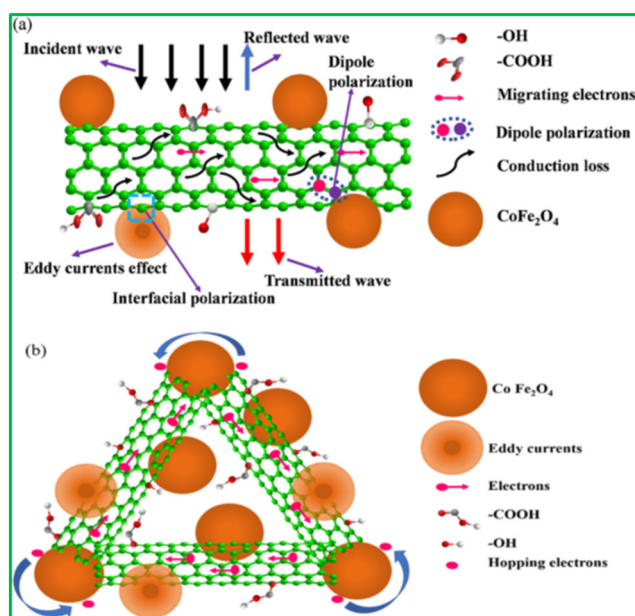 (a)
Incident wave
Reflected wave
Dipole
polarization
-OH
-COOH
Migrating electrons
Dipole polarization
Conduction loss
CoFe₂O₄
Eddy currents effect
Transmitted wave
Interfacial polarization
(b)
Co Fe₂O₄
Eddy currents
Electrons
-COOH
-OH
Hopping electrons